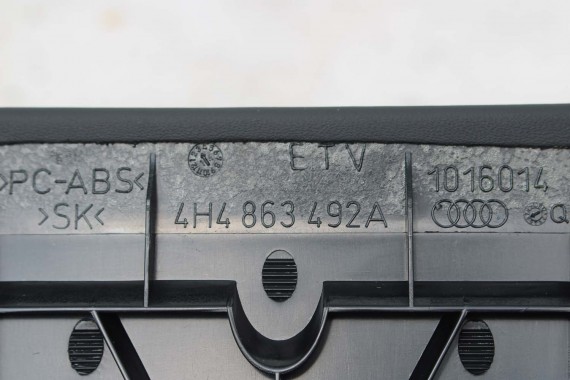 >PC-ABS< ETV 1016014
>SK< 4H4 863 492A Q